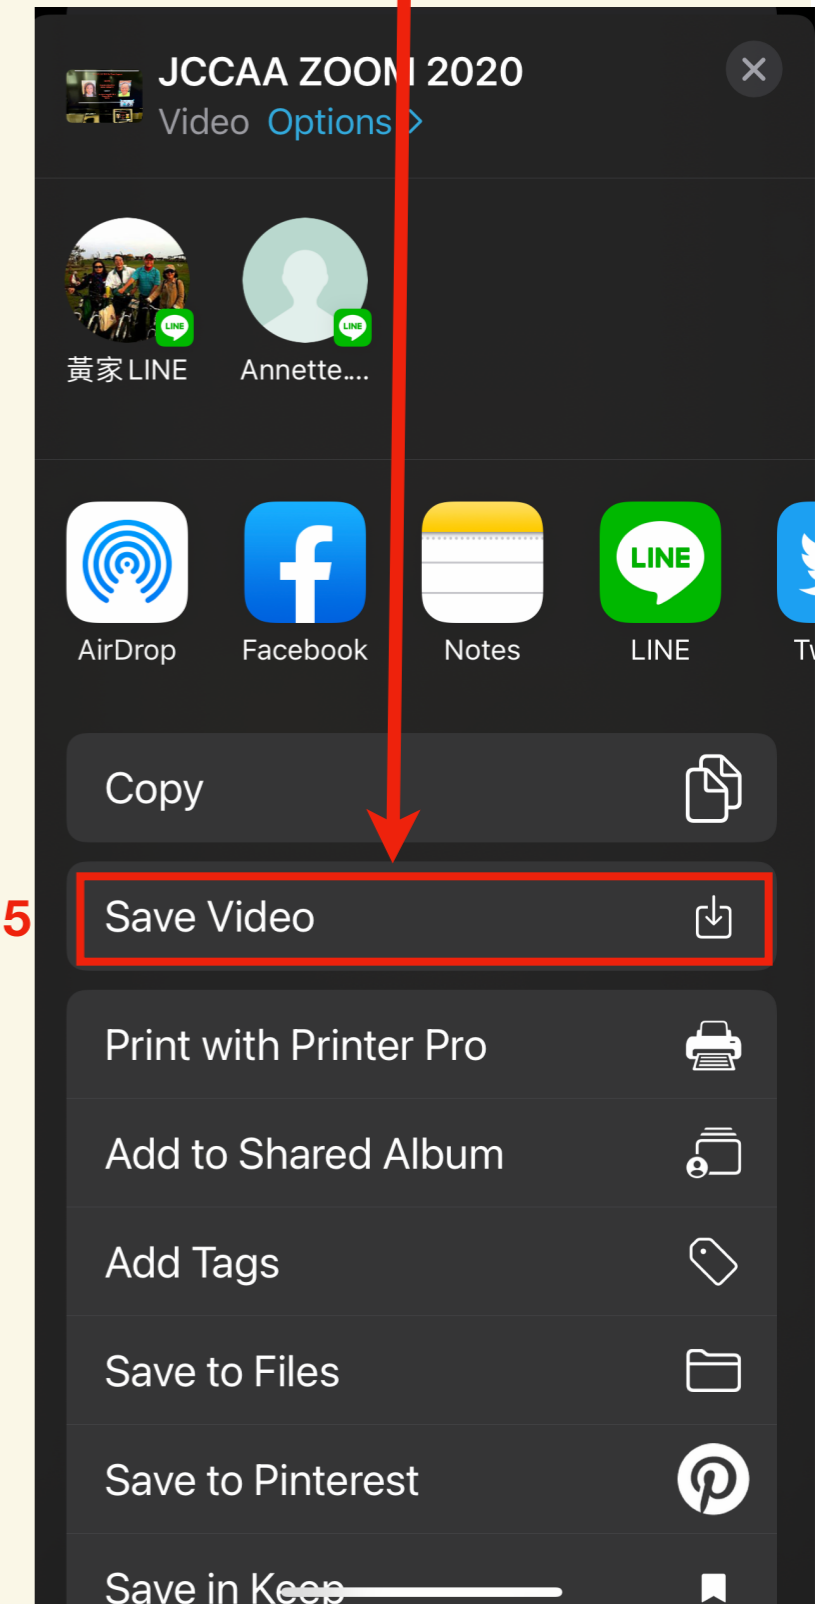 JCCAA ZOOM 2020
Video Options >
LINE
LINE
黃家LINE
Annette....
LINE
AirDrop
Facebook
Notes
LINE
Copy
5
Save Video
Print with Printer Pro
Add to Shared Album
Add Tags
Save to Files
Save to Pinterest
Save in Keep